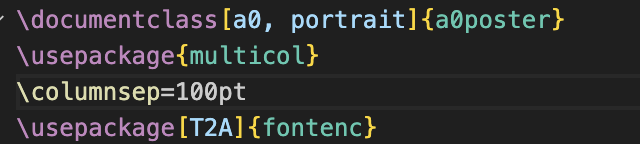 \documentclass[a0, portrait]{a0poster}
\usepackage{multicol}
\columnsep=100pt
\usepackage[T2A]{fontenc}